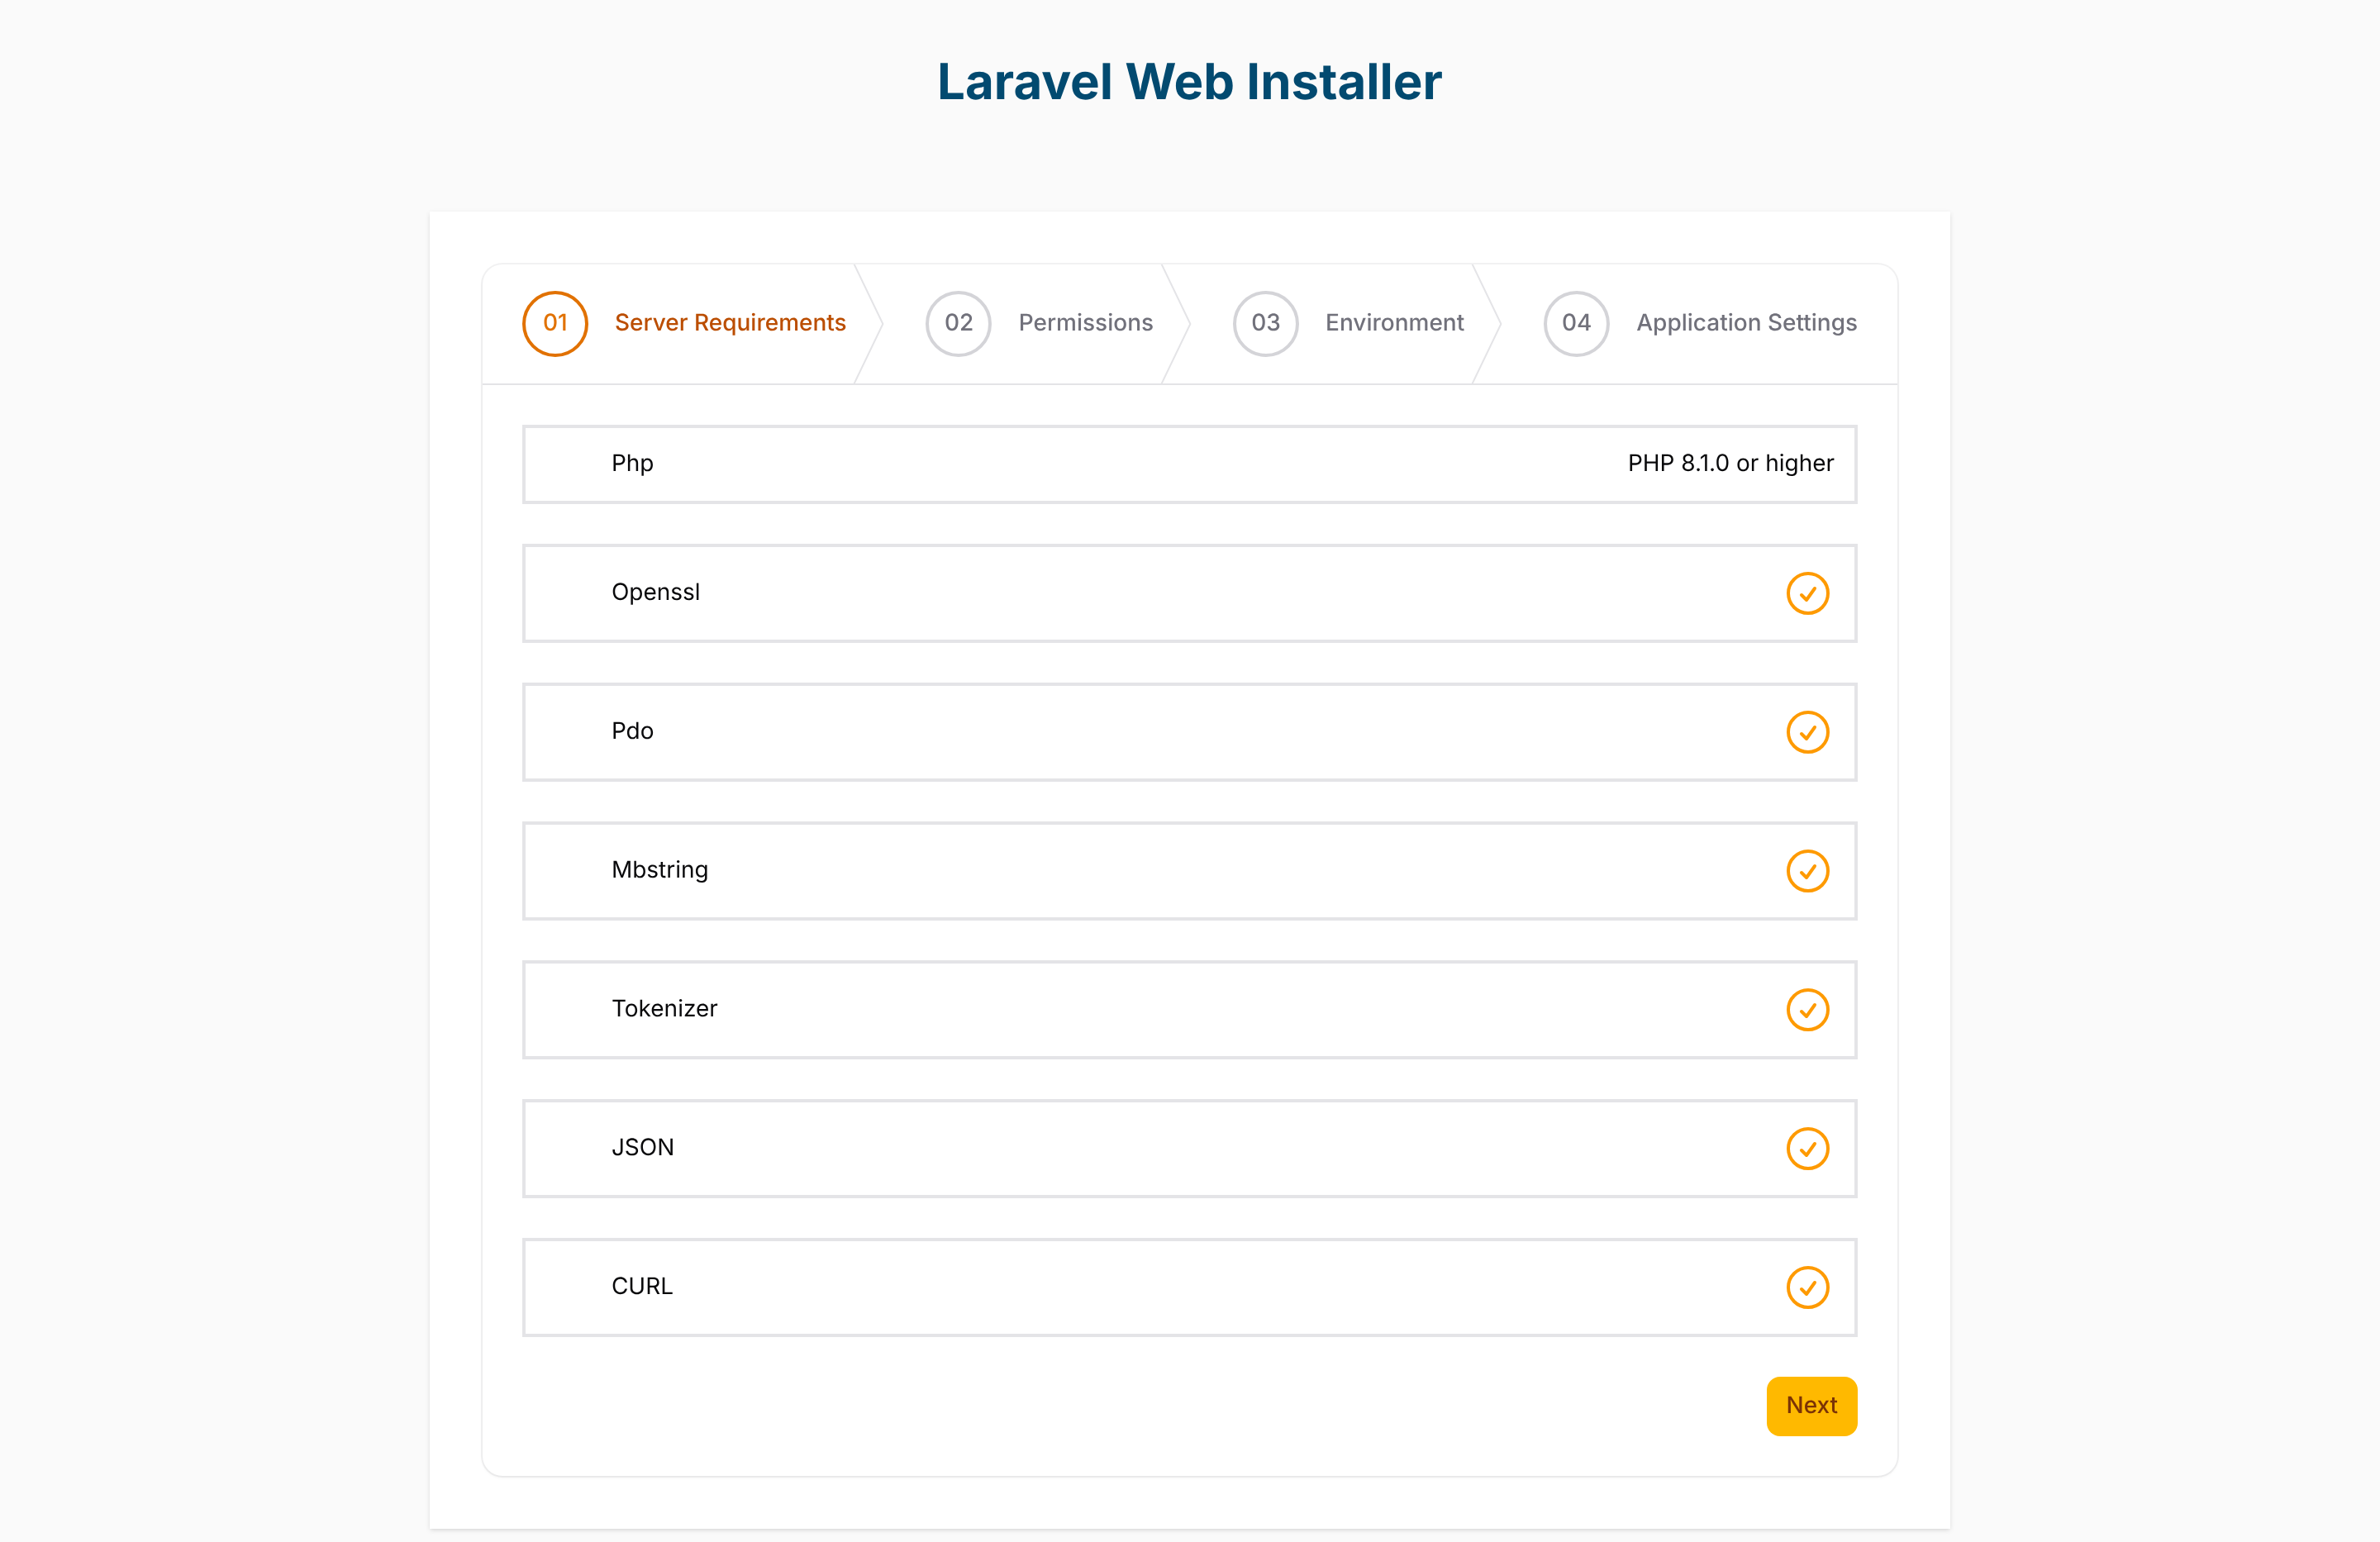 Laravel Web Installer
01 Server Requirements 02 Permissions 03 Environment 04 Application Settings
Php PHP 8.1.0 or higher
Openssl
Pdo
Mbstring
Tokenizer
JSON
CURL
Next